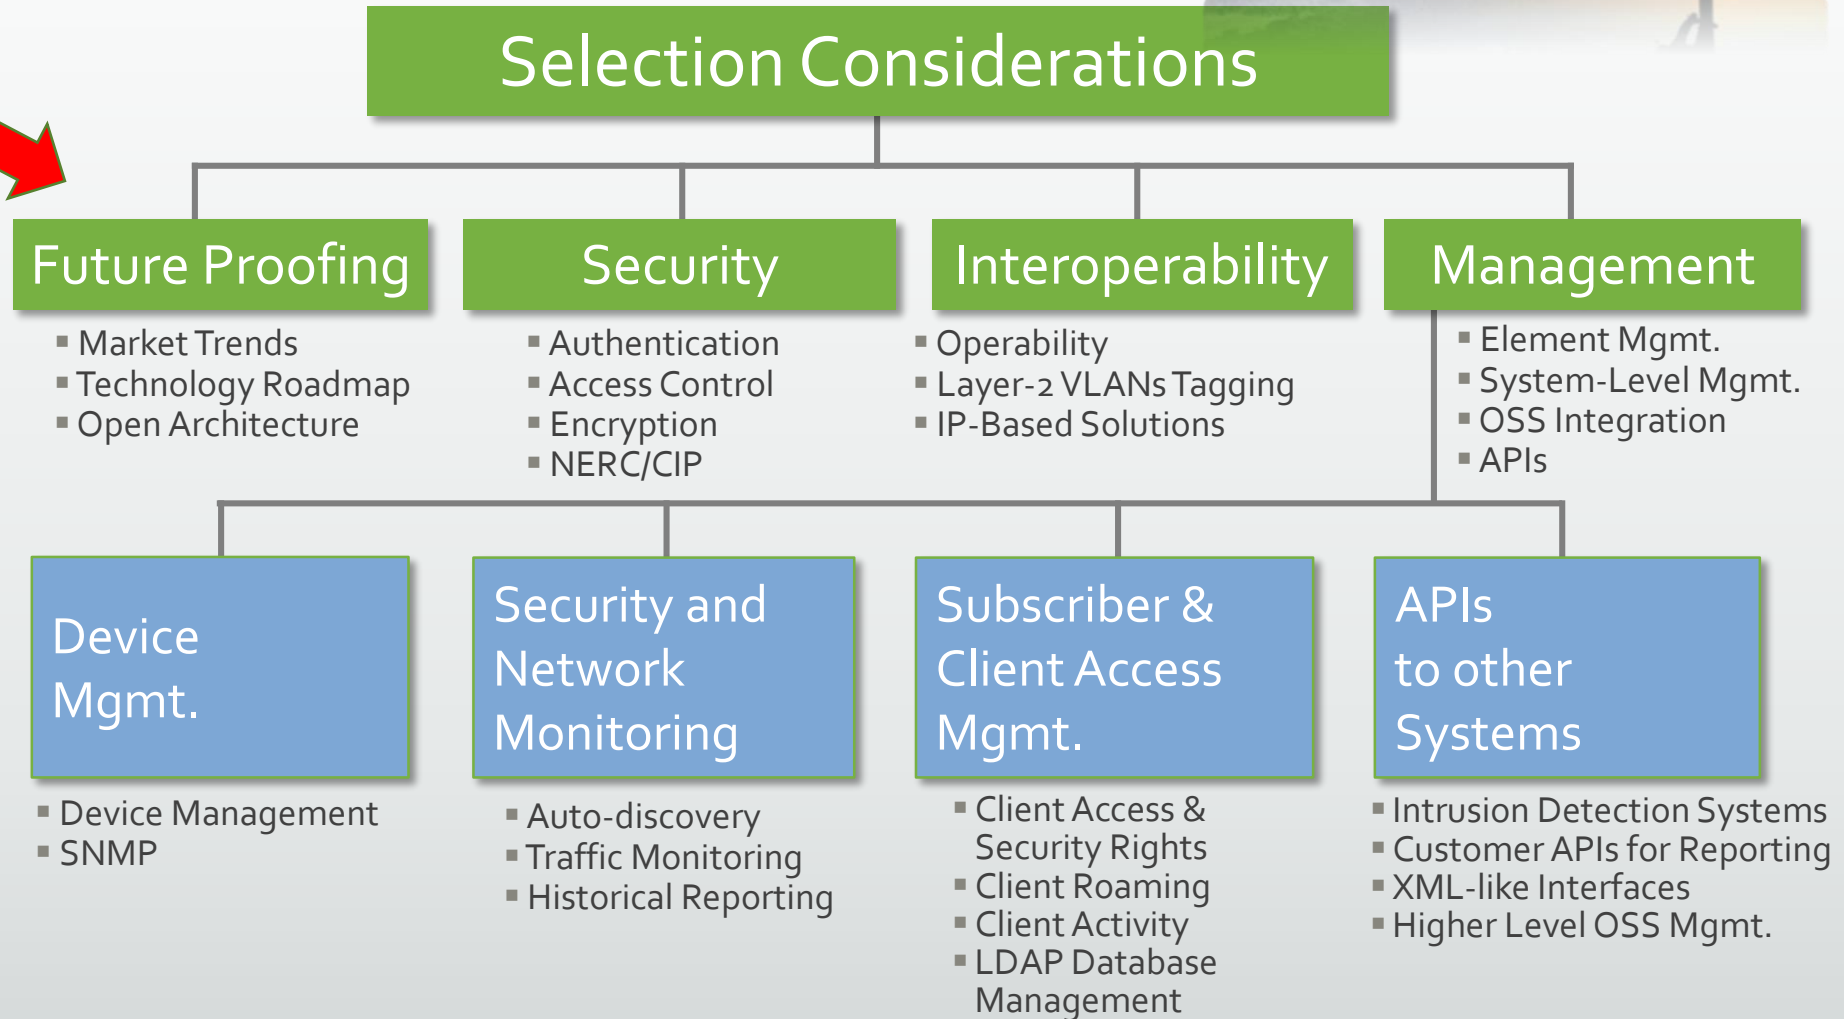 Selection Considerations
Future Proofing
▪ Market Trends
▪ Technology Roadmap
▪ Open Architecture
Security
▪ Authentication
▪ Access Control
▪ Encryption
▪ NERC/CIP
Interoperability
▪ Operability
▪ Layer-2 VLANs Tagging
▪ IP-Based Solutions
Management
▪ Element Mgmt.
▪ System-Level Mgmt.
▪ OSS Integration
▪ APIs
Device
Mgmt.
▪ Device Management
▪ SNMP
Security and
Network
Monitoring
▪ Auto-discovery
▪ Traffic Monitoring
▪ Historical Reporting
Subscriber &
Client Access
Mgmt.
▪ Client Access &
Security Rights
▪ Client Roaming
▪ Client Activity
▪ LDAP Database
Management
APIs
to other
Systems
▪ Intrusion Detection Systems
▪ Customer APIs for Reporting
▪ XML-like Interfaces
▪ Higher Level OSS Mgmt.